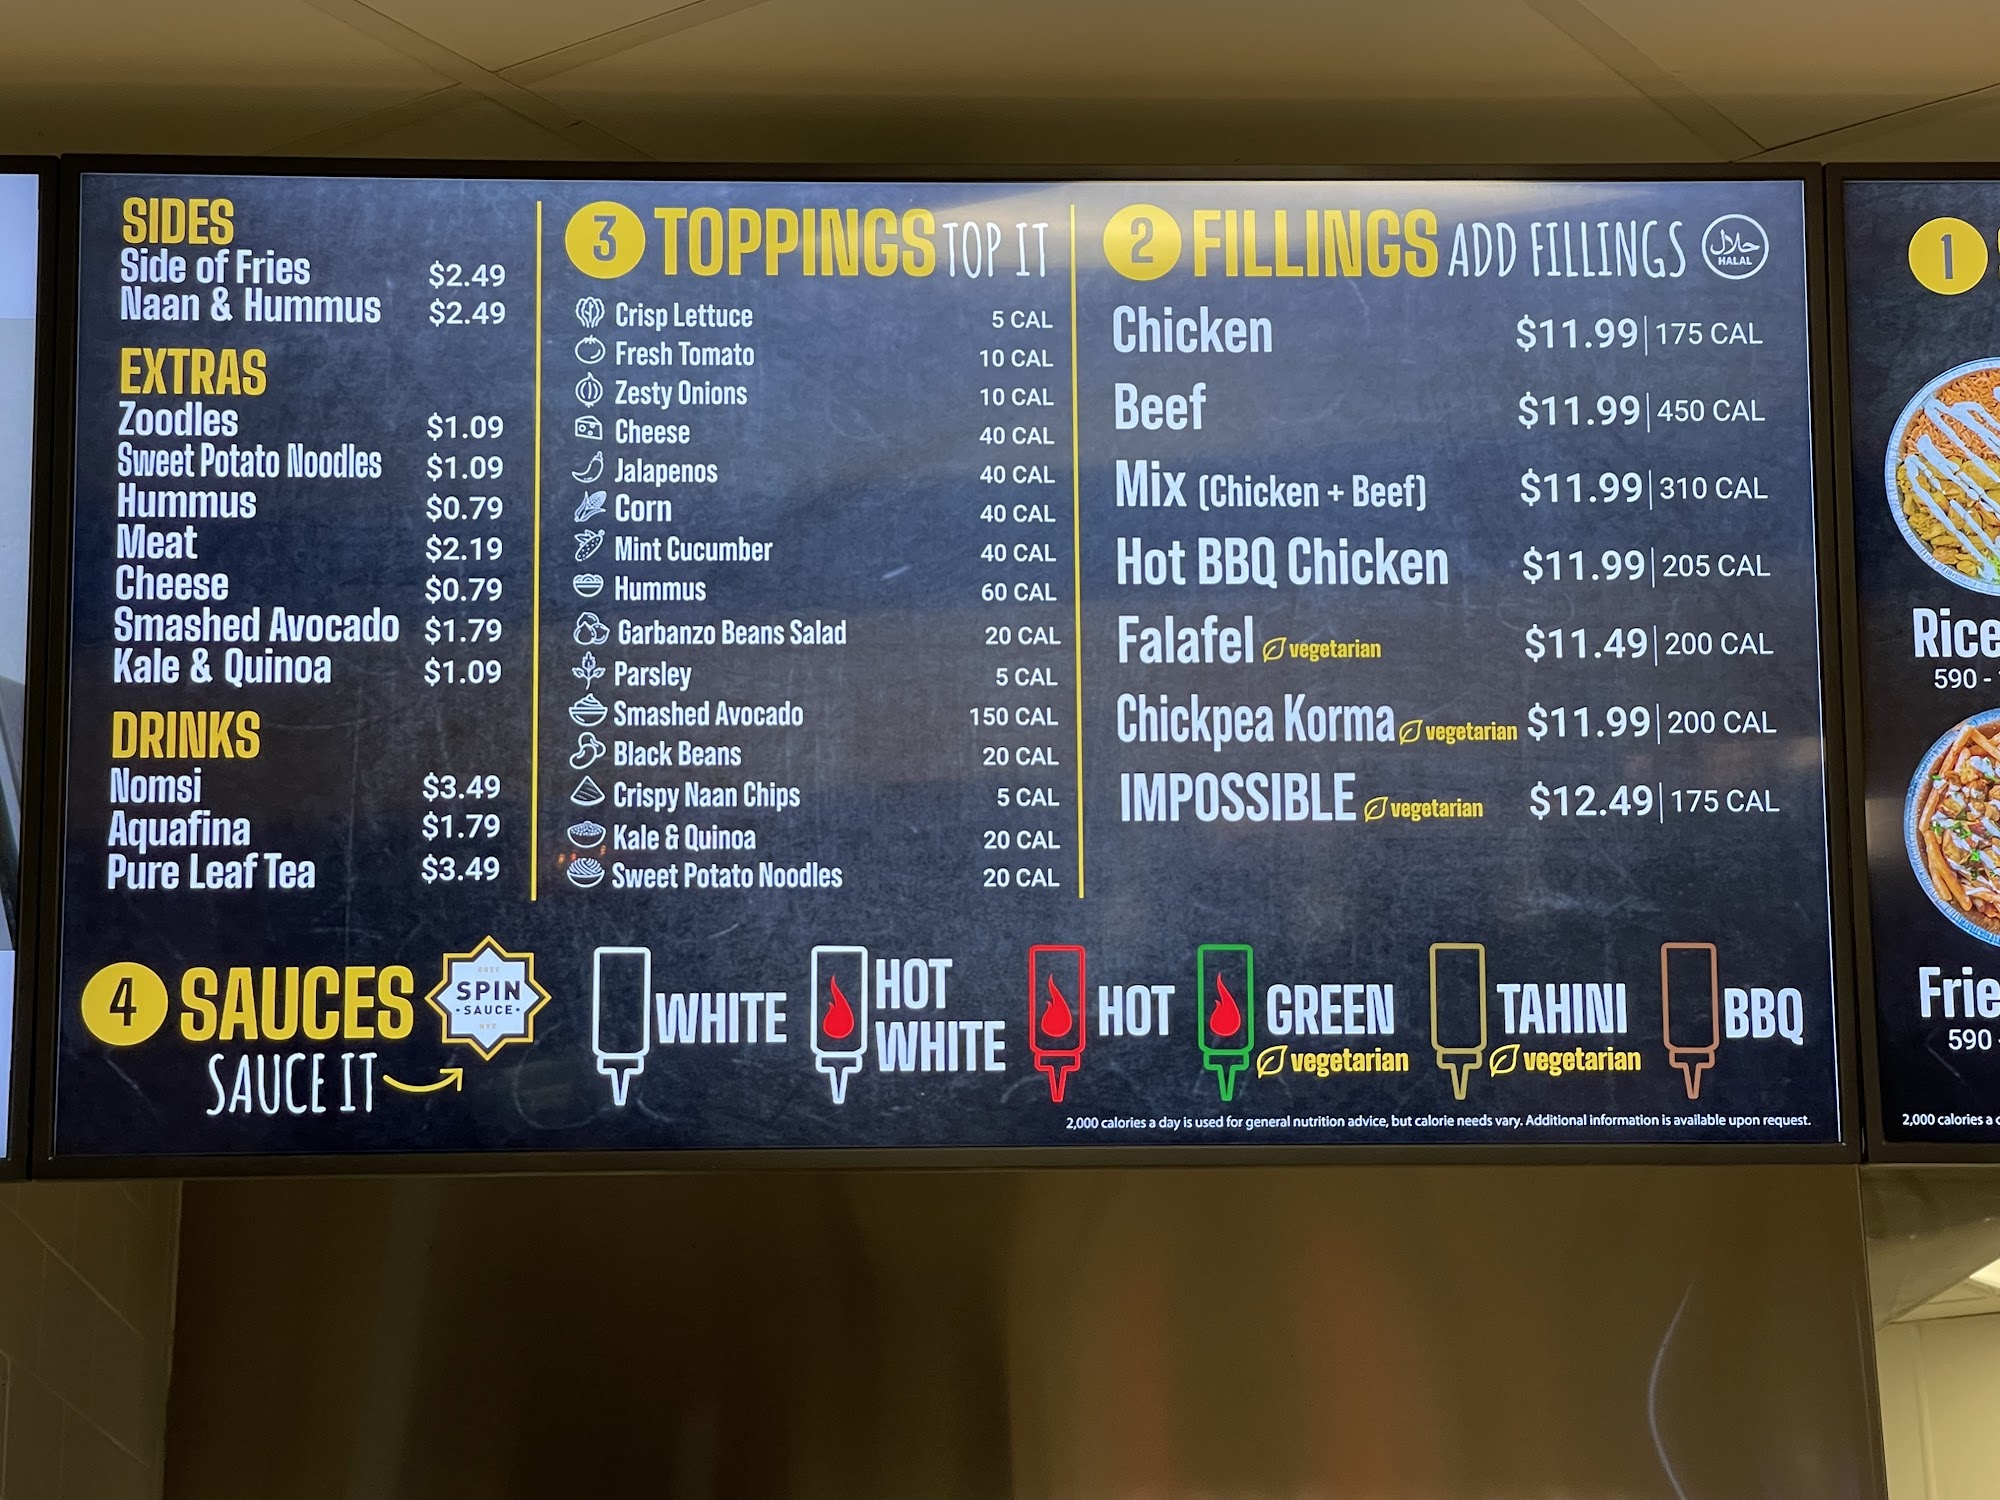 SIDES
Side of Fries $2.49
Naan & Hummus $2.49
EXTRAS
Zoodles $1.09
Sweet Potato Noodles $1.09
Hummus $0.79
Meat $2.19
Cheese $0.79
Smashed Avocado $1.79
Kale & Quinoa $1.09
DRINKS
Nomsi $3.49
Aquafina $1.79
Pure Leaf Tea $3.49
3 TOPPINGS TOP IT
Crisp Lettuce 5 CAL
Fresh Tomato 10 CAL
Zesty Onions 10 CAL
Cheese 40 CAL
Jalapenos 40 CAL
Corn 40 CAL
Mint Cucumber 40 CAL
Hummus 60 CAL
Garbanzo Beans Salad 20 CAL
Parsley 5 CAL
Smashed Avocado 150 CAL
Black Beans 20 CAL
Crispy Naan Chips 5 CAL
Kale & Quinoa 20 CAL
Sweet Potato Noodles 20 CAL
2 FILLINGS ADD FILLINGS حلال HALAL
Chicken $11.99 | 175 CAL
Beef $11.99 | 450 CAL
Mix (Chicken + Beef) $11.99 | 310 CAL
Hot BBQ Chicken $11.99 | 205 CAL
Falafel vegetarian $11.49 | 200 CAL
Chickpea Korma vegetarian $11.99 | 200 CAL
IMPOSSIBLE vegetarian $12.49 | 175 CAL
4 SAUCES
SAUCE IT
SPIN
·SAUCE·
NYC
WHITE
HOT
WHITE
HOT
GREEN
vegetarian
TAHINI
vegetarian
BBQ
2,000 calories a day is used for general nutrition advice, but calorie needs vary. Additional information is available upon request.
1
Rice
590 -
590
2,000 calories a